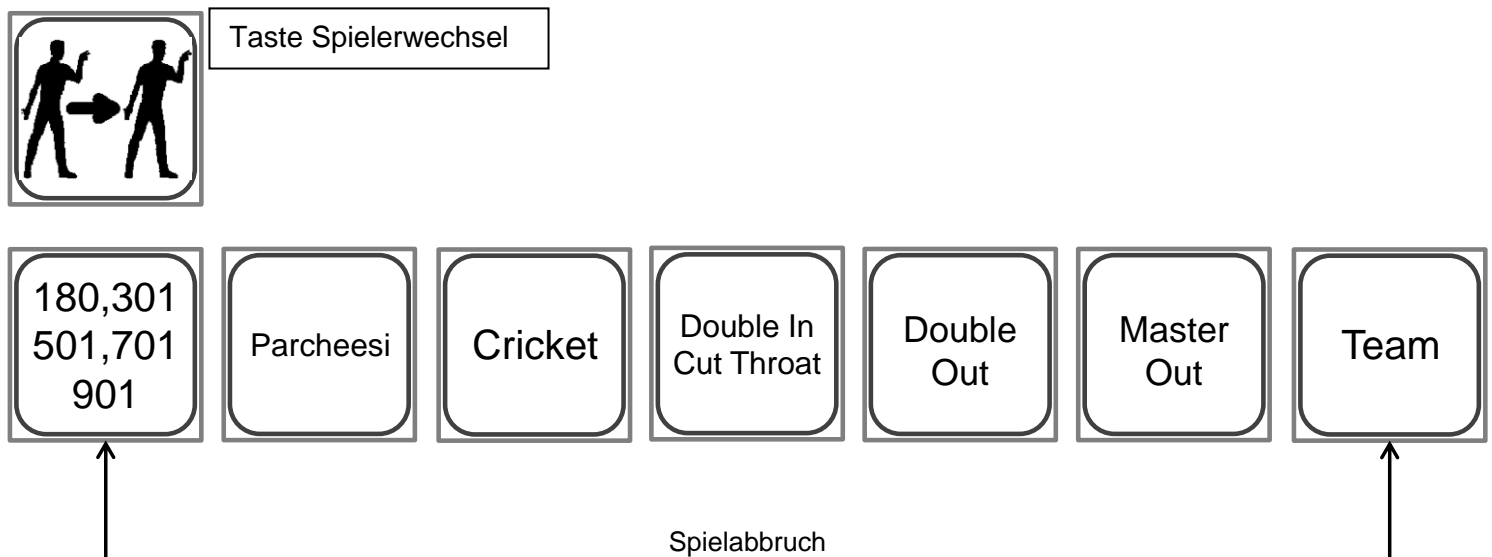 Taste Spielerwechsel
180,301
501,701
901
Parcheesi
Cricket
Double In
Cut Throat
Double
Out
Master
Out
Team
Spielabbruch